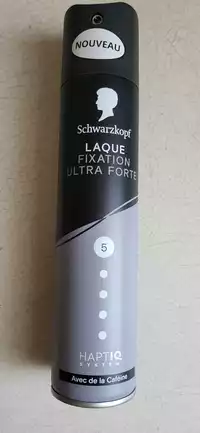 NOUVEAU
Schwarzkopf
LAQUE
FIXATION
ULTRA FORTE
5
HAPTIQ
SYSTEM
Avec de la Caféine